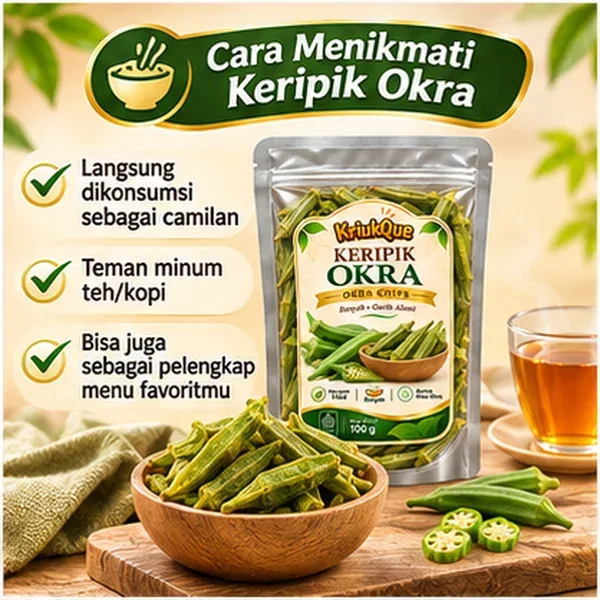 Cara Menikmati
Keripik Okra
Langsung
dikonsumsi
sebagai camilan
Teman minum
teh/kopi
Bisa juga
sebagai pelengkap
menu favoritmu
KriukQue
KERIPIK
OKRA
Renyah
100 g